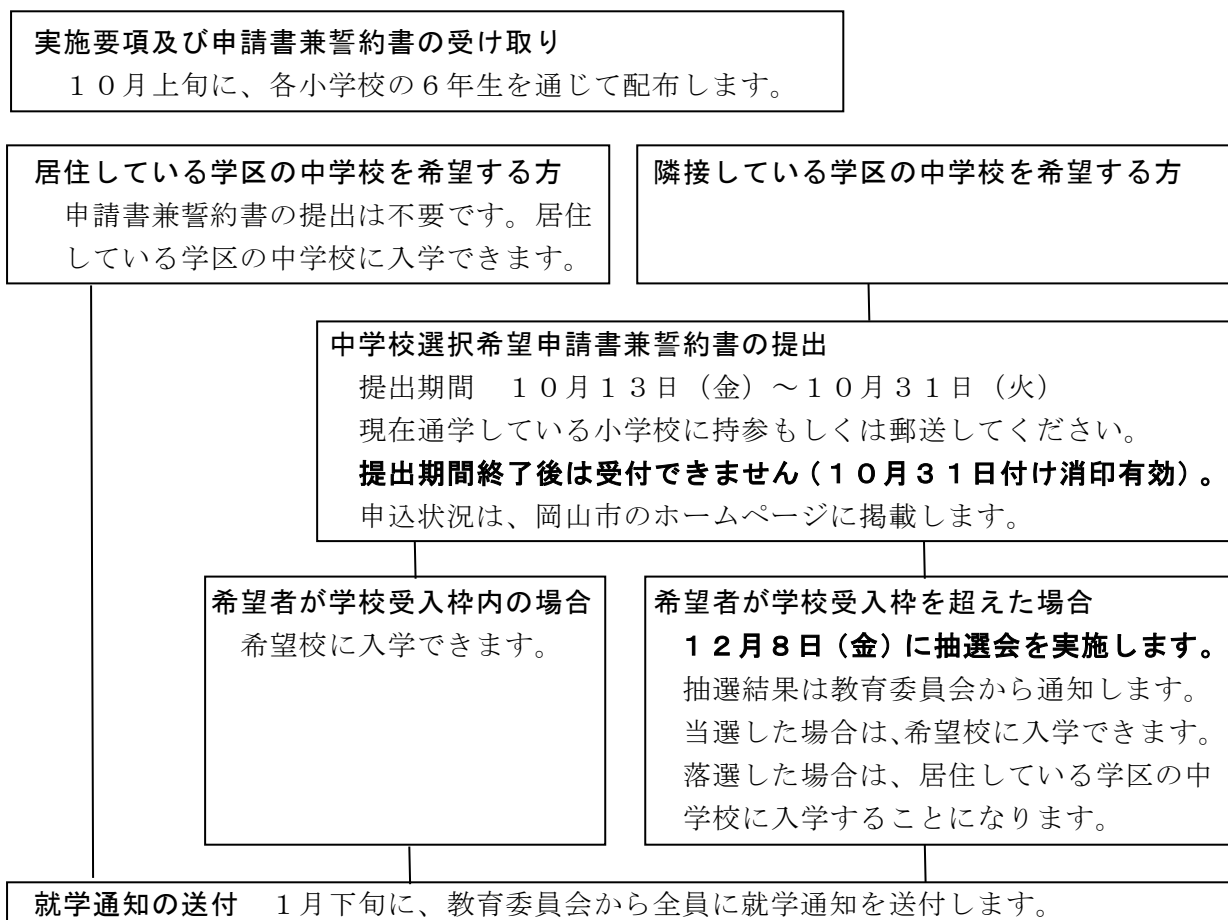 実施要項及び申請書兼誓約書の受け取り
１０月上旬に、各小学校の６年生を通じて配布します。
居住している学区の中学校を希望する方
申請書兼誓約書の提出は不要です。居住
している学区の中学校に入学できます。
隣接している学区の中学校を希望する方
中学校選択希望申請書兼誓約書の提出
提出期間　１０月１３日（金）～１０月３１日（火）
現在通学している小学校に持参もしくは郵送してください。
提出期間終了後は受付できません（１０月３１日付け消印有効）。
申込状況は、岡山市のホームページに掲載します。
希望者が学校受入枠内の場合
希望校に入学できます。
希望者が学校受入枠を超えた場合
１２月８日（金）に抽選会を実施します。
抽選結果は教育委員会から通知します。
当選した場合は、希望校に入学できます。
落選した場合は、居住している学区の中
学校に入学することになります。
就学通知の送付　１月下旬に、教育委員会から全員に就学通知を送付します。